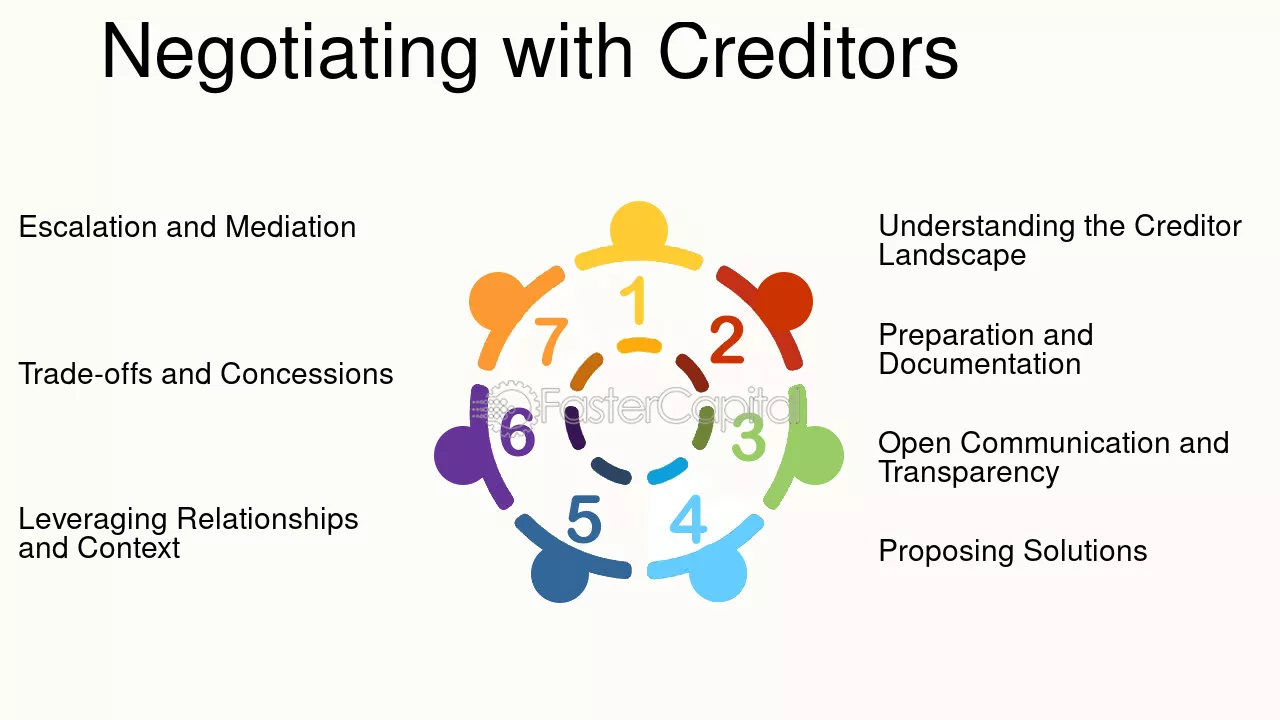 Negotiating with Creditors
Escalation and Mediation
Trade-offs and Concessions
Leveraging Relationships
and Context
1
2
3
4
5
6
7
FasterCapital
Understanding the Creditor
Landscape
Preparation and
Documentation
Open Communication and
Transparency
Proposing Solutions